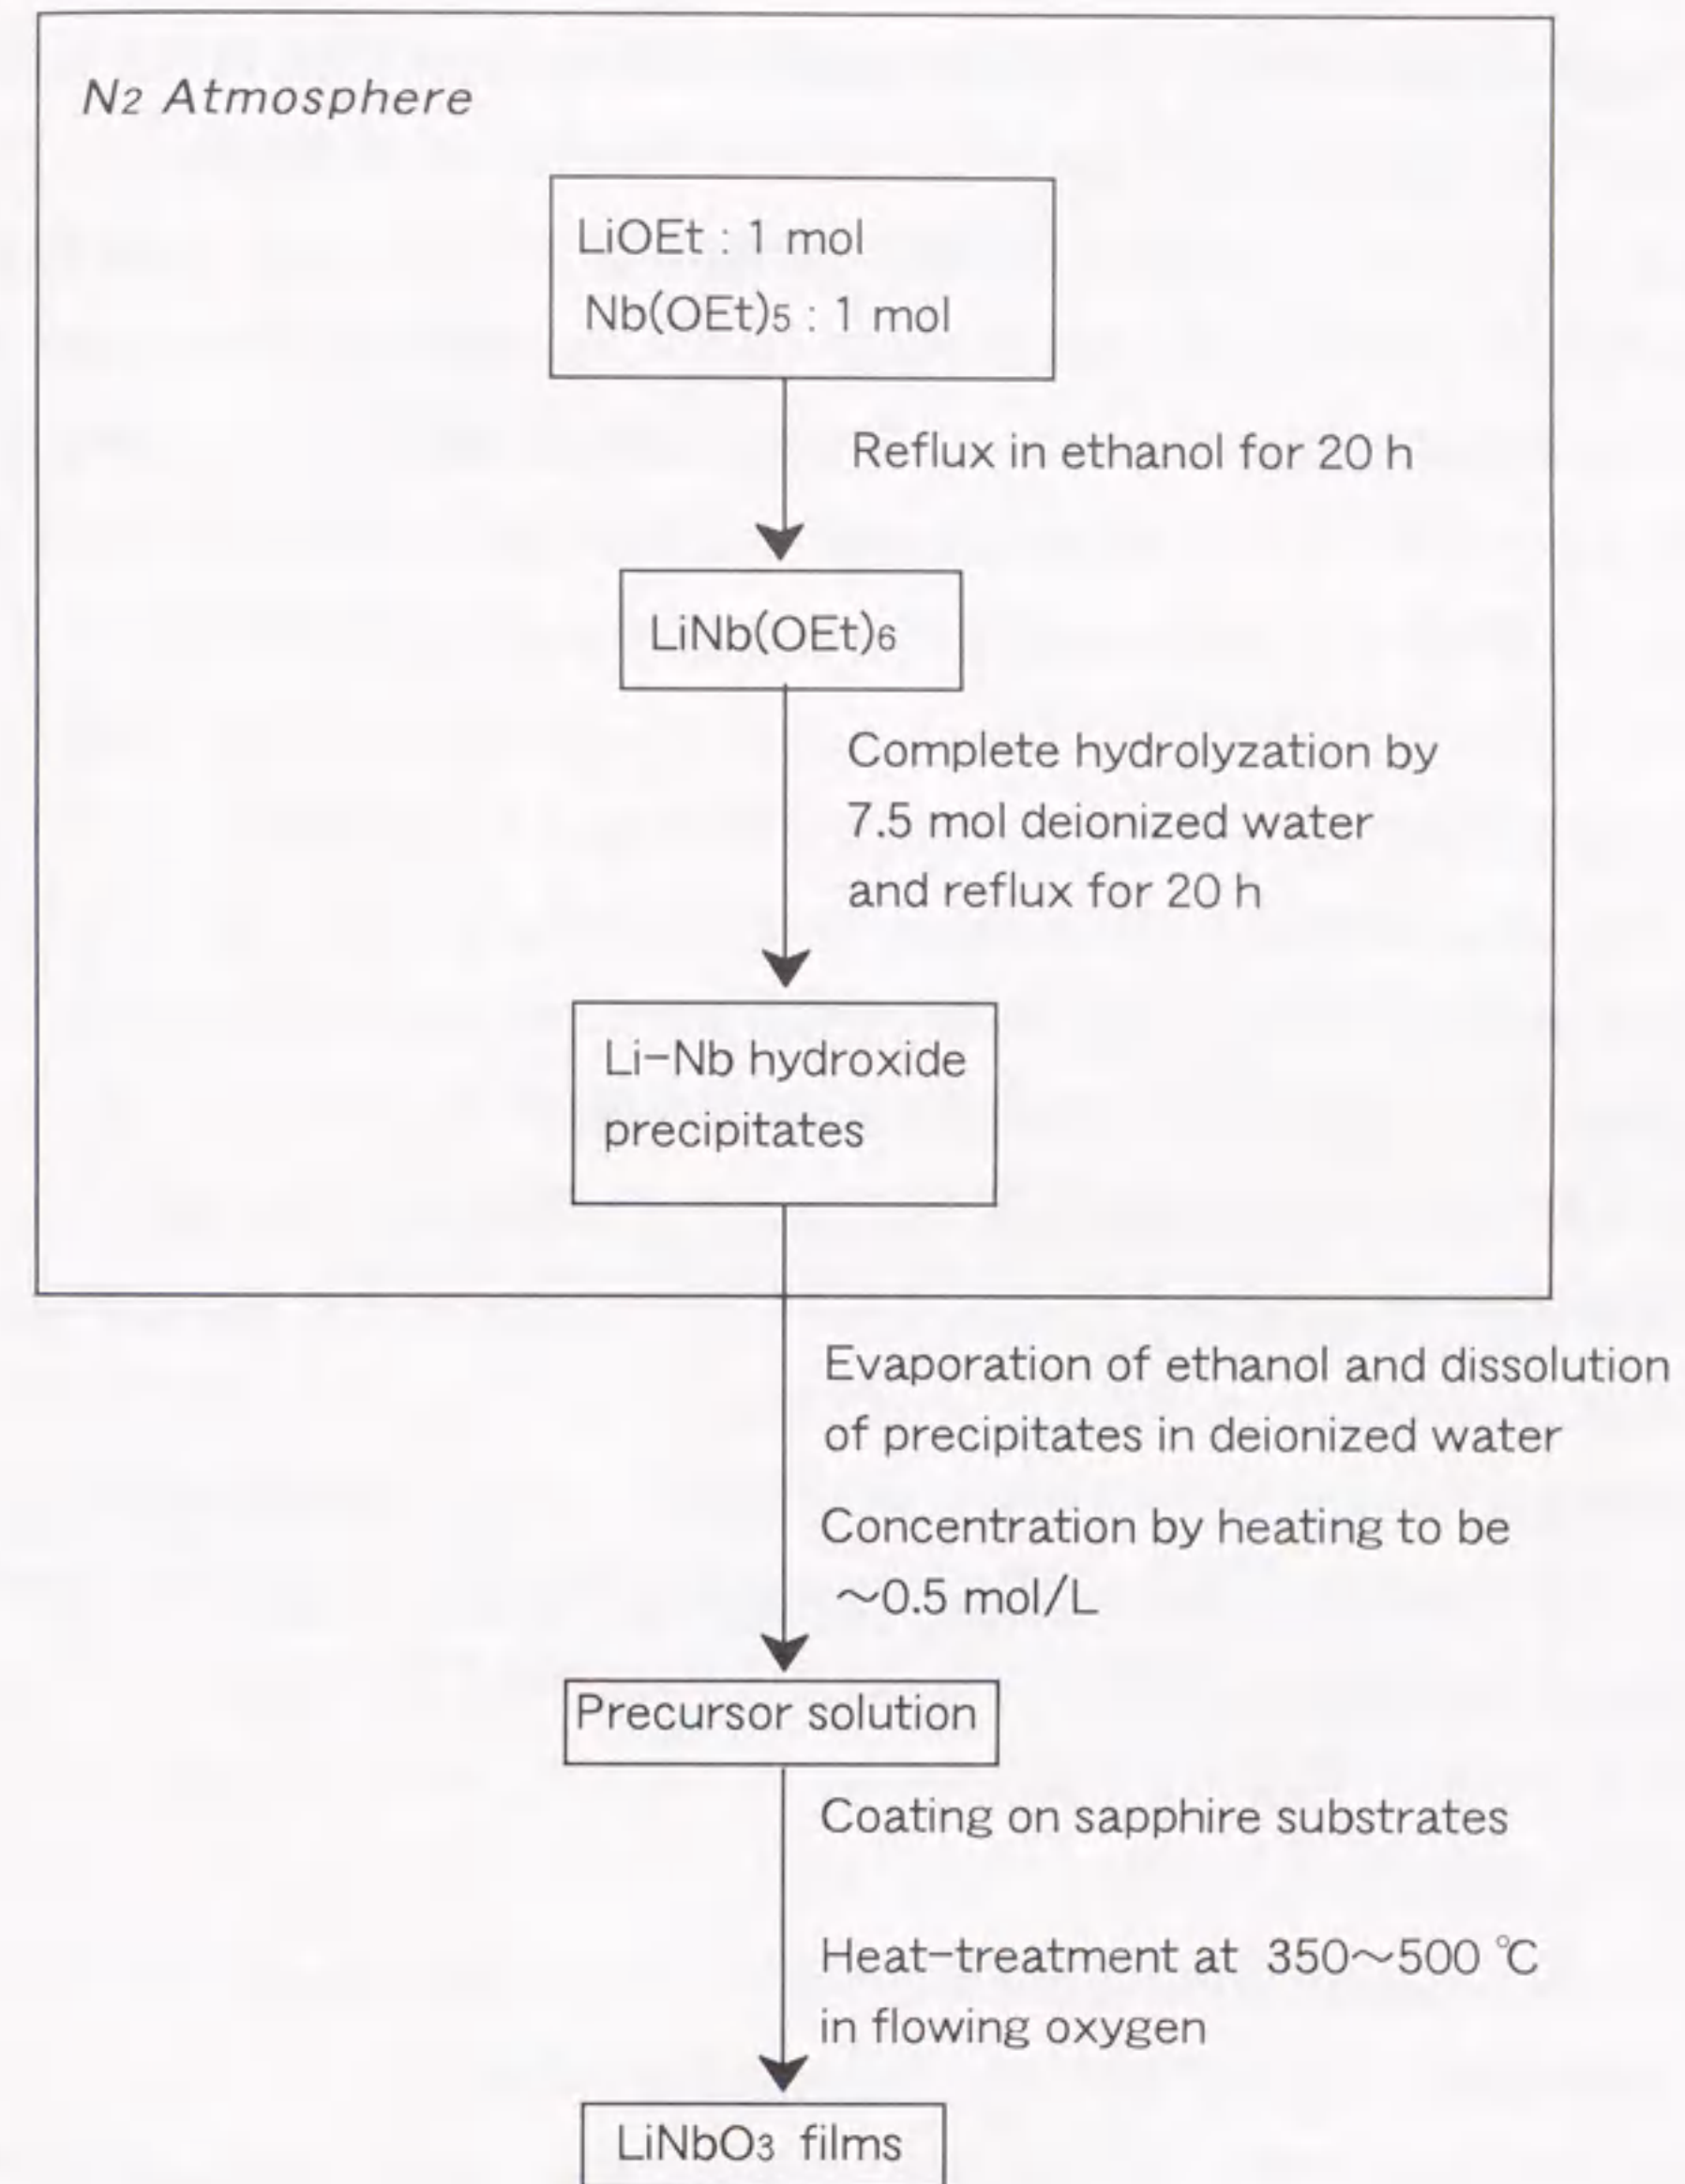 N2 Atmosphere
LiOEt : 1 mol
Nb(OEt)5 : 1 mol
Reflux in ethanol for 20 h
LiNb(OEt)6
Complete hydrolyzation by
7.5 mol deionized water
and reflux for 20 h
Li-Nb hydroxide
precipitates
Evaporation of ethanol and dissolution
of precipitates in deionized water
Concentration by heating to be
~0.5 mol/L
Precursor solution
Coating on sapphire substrates
Heat-treatment at 350~500 ℃
in flowing oxygen
LiNbO3 films